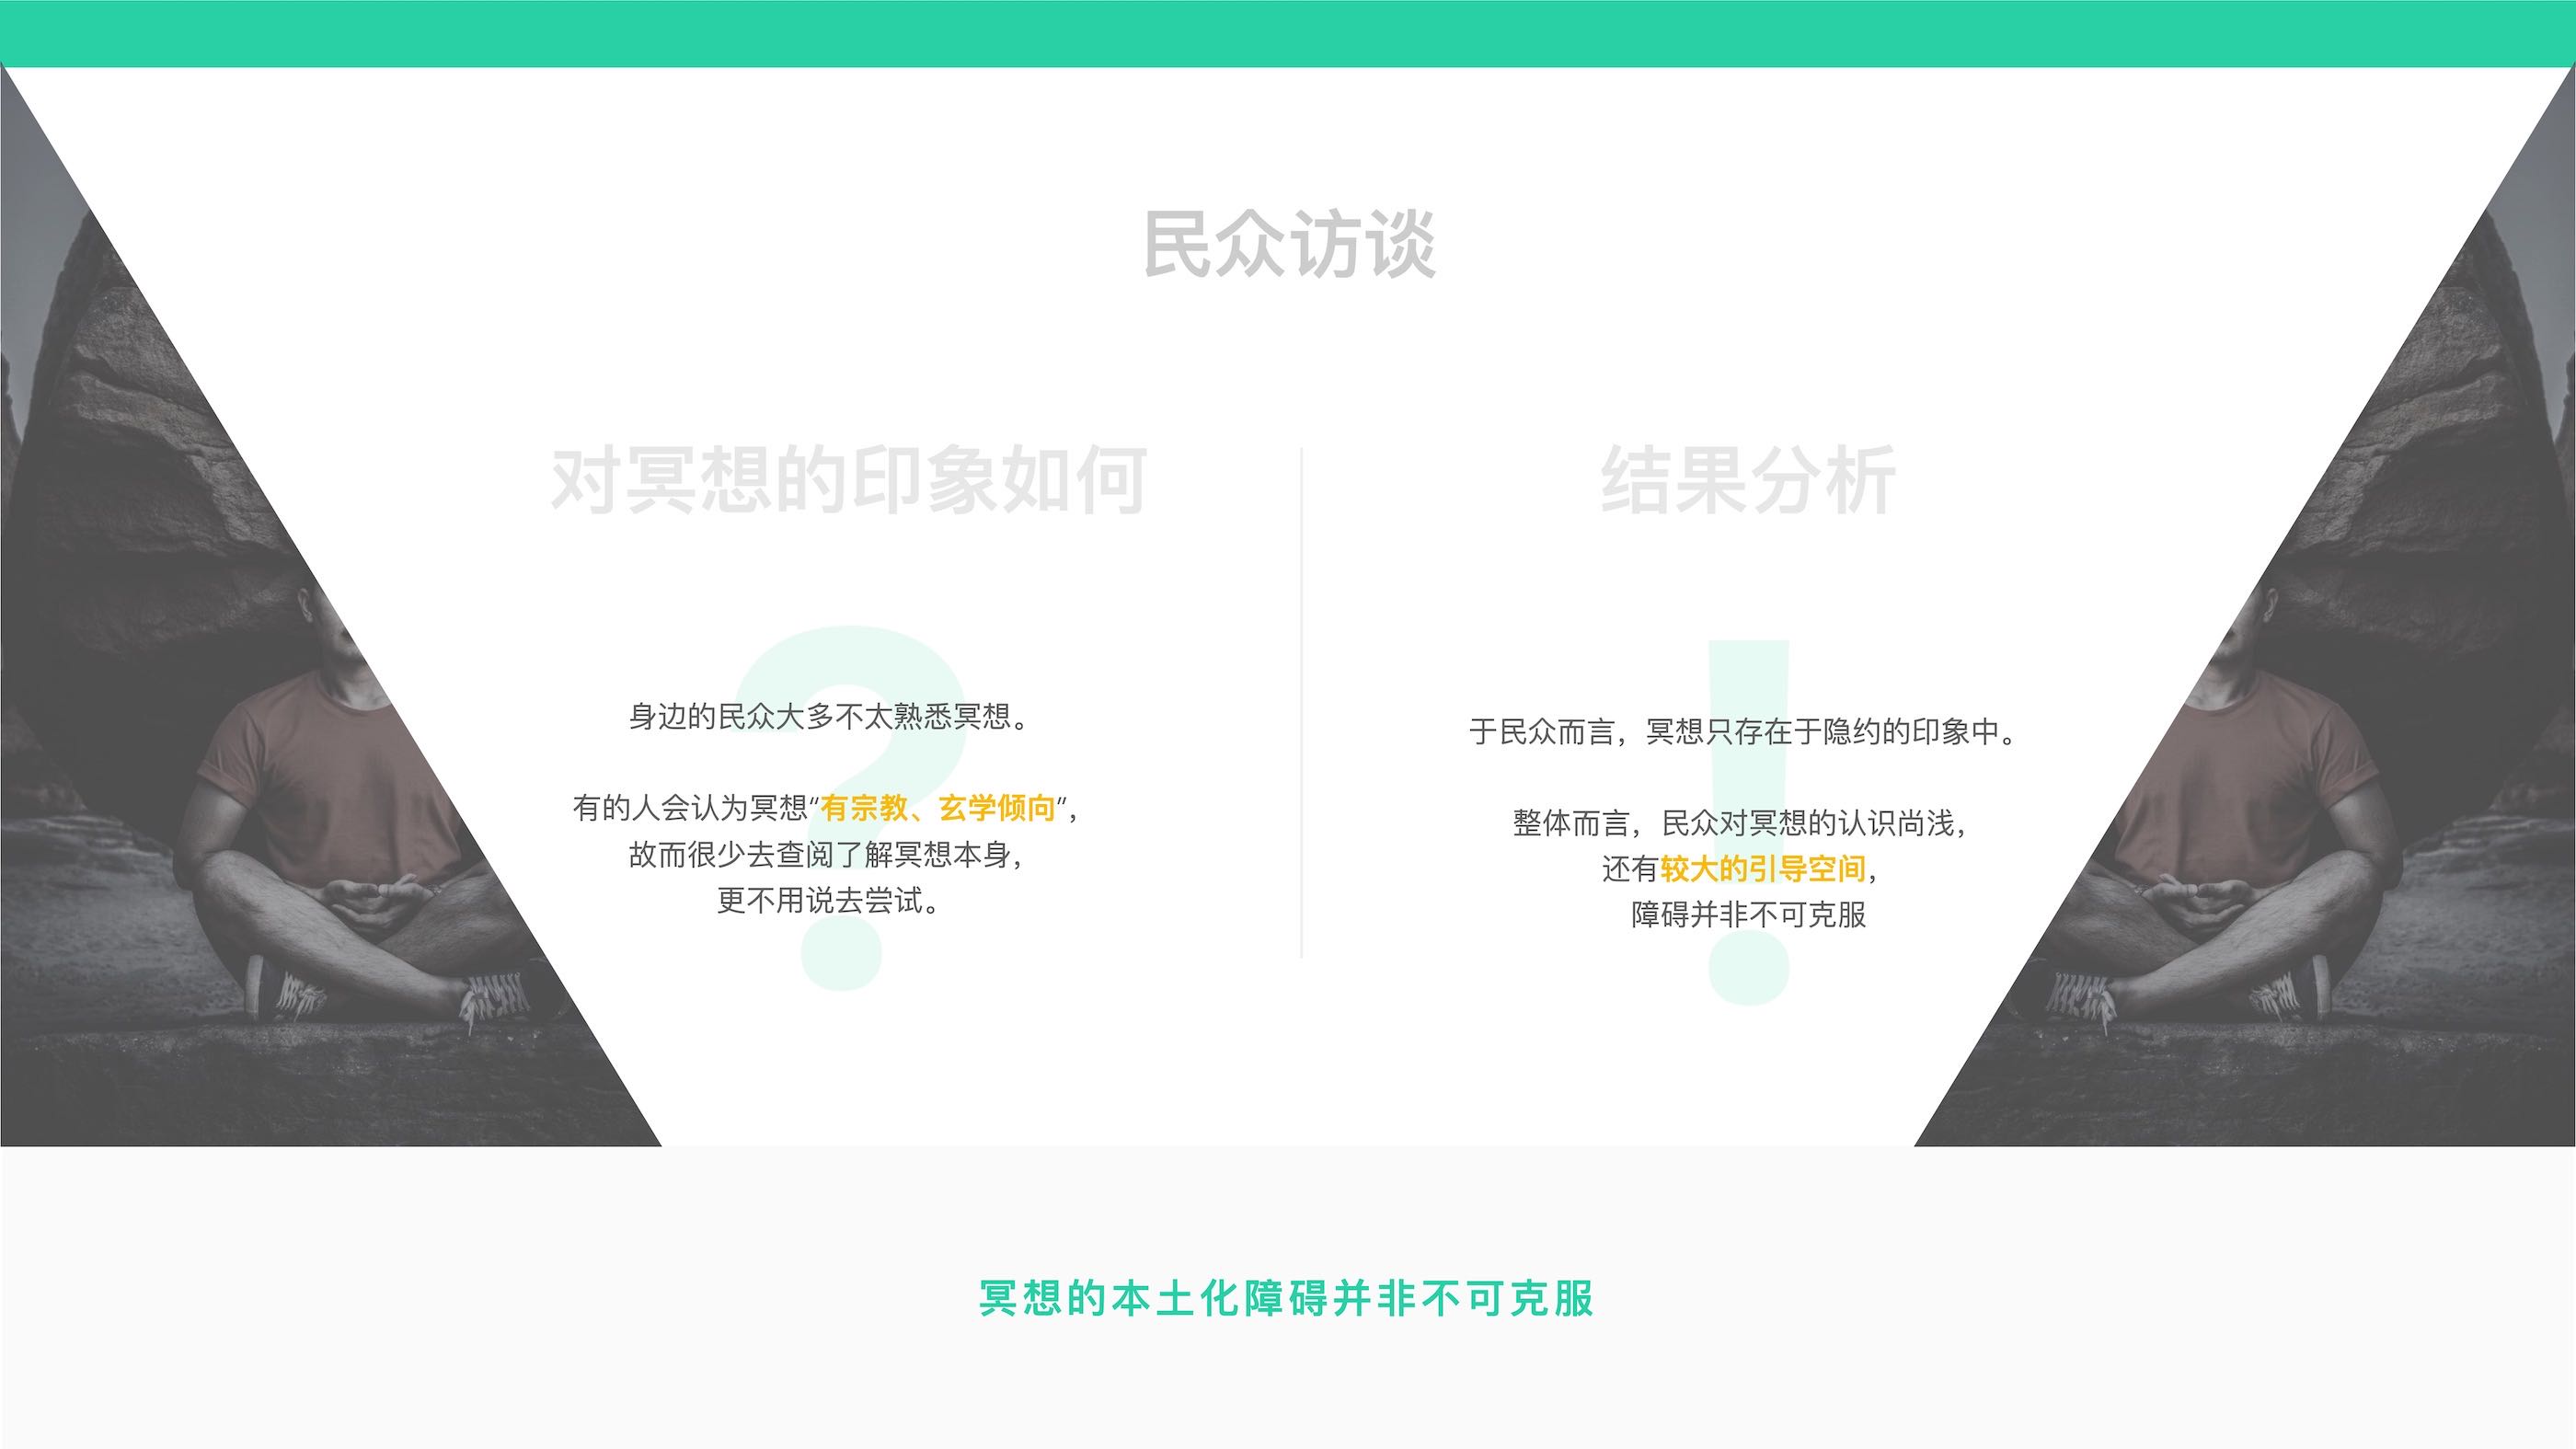 民众访谈
对冥想的印象如何
?
身边的民众大多不太熟悉冥想。
有的人会认为冥想“有宗教、玄学倾向”，
故而很少去查阅了解冥想本身，
更不用说去尝试。
结果分析
!
于民众而言，冥想只存在于隐约的印象中。
整体而言，民众对冥想的认识尚浅，
还有较大的引导空间，
障碍并非不可克服
冥想的本土化障碍并非不可克服